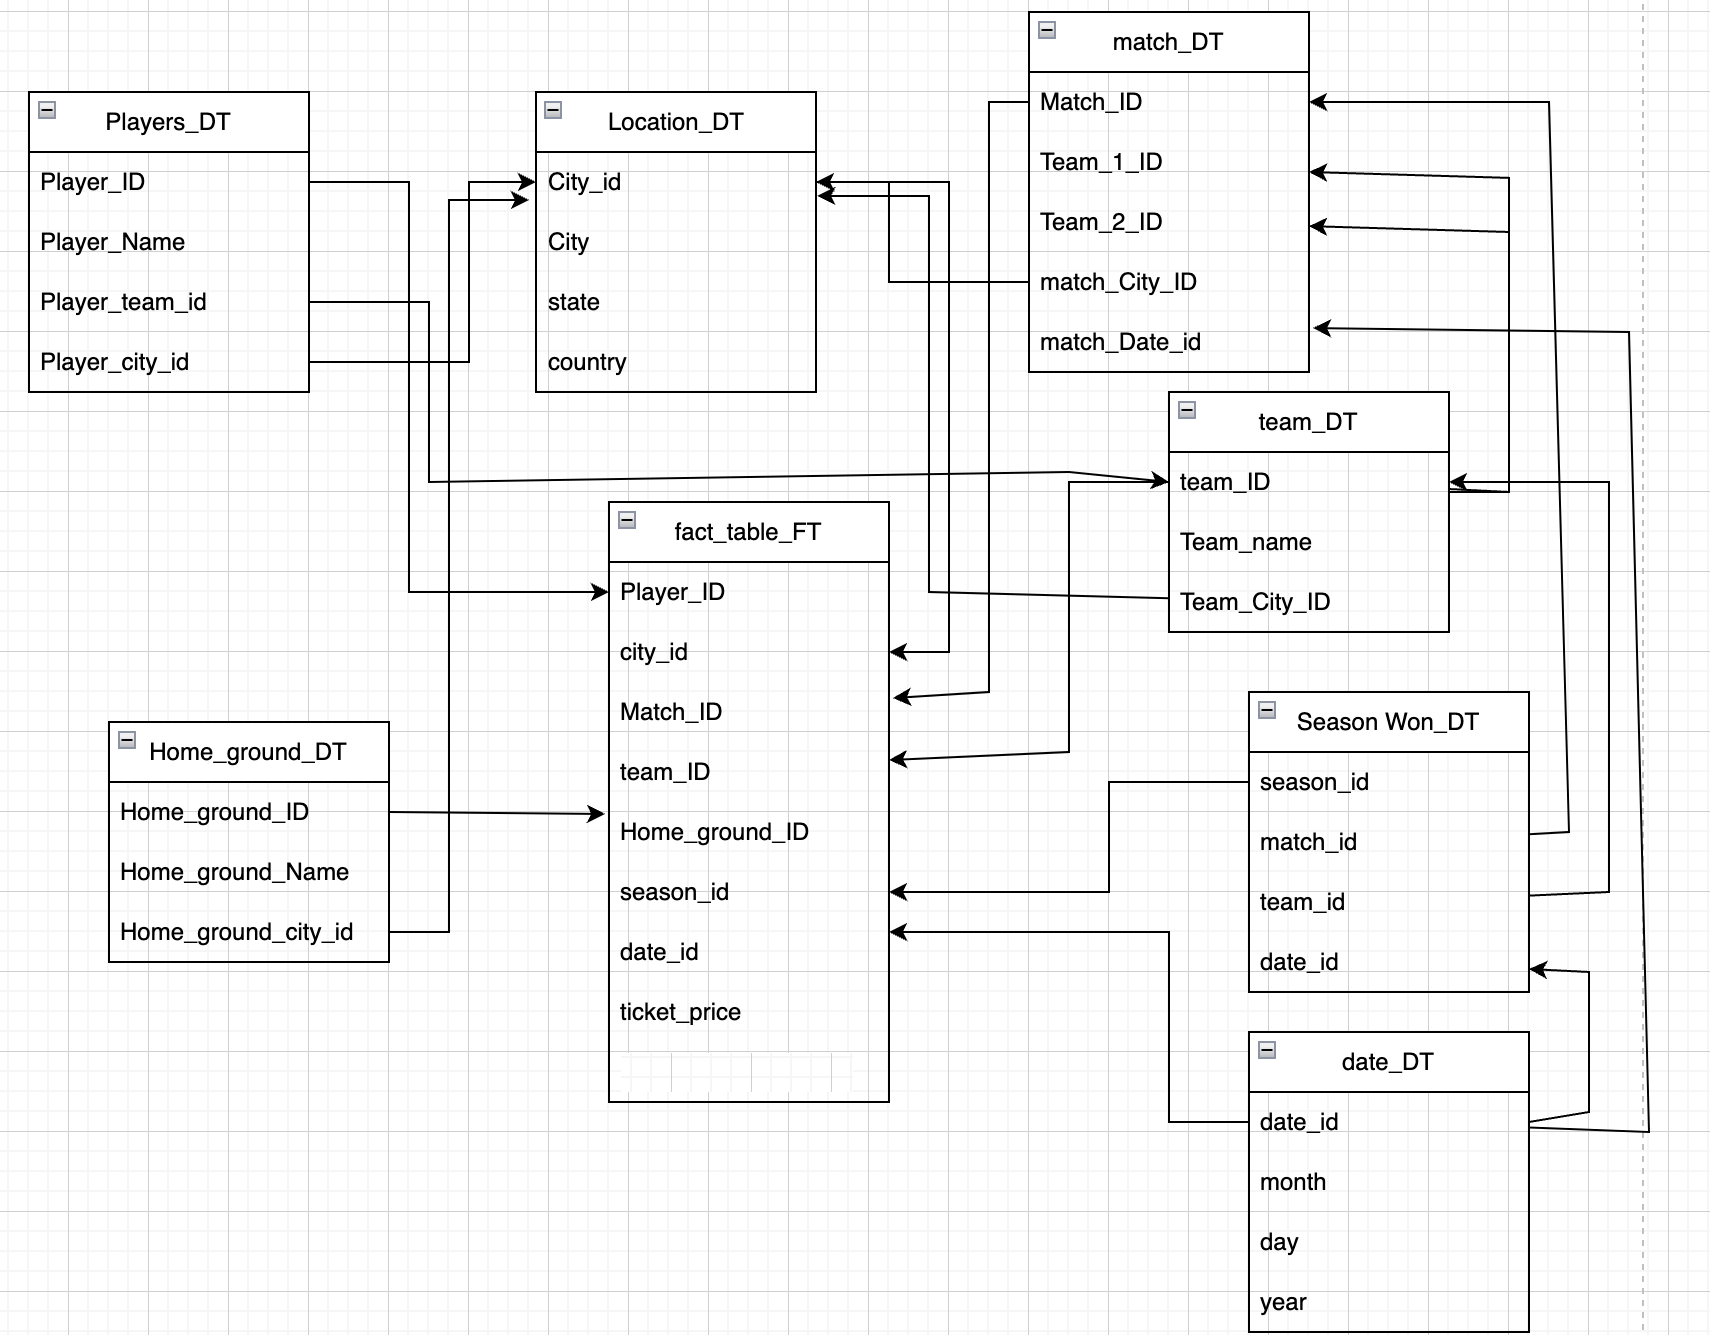 match_DT
Match_ID
Team_1_ID
Team_2_ID
match_City_ID
match_Date_id
Players_DT
Player_ID
Player_Name
Player_team_id
Player_city_id
Location_DT
City_id
City
state
country
team_DT
team_ID
Team_name
Team_City_ID
fact_table_FT
Player_ID
city_id
Match_ID
team_ID
Home_ground_ID
season_id
date_id
ticket_price
Home_ground_DT
Home_ground_ID
Home_ground_Name
Home_ground_city_id
Season Won_DT
season_id
match_id
team_id
date_id
date_DT
date_id
month
day
year